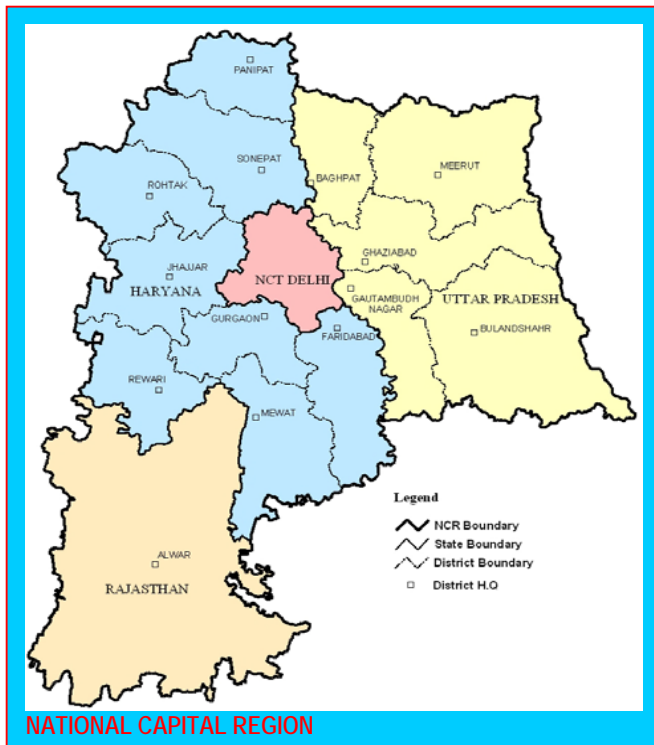 PANIPAT
SONEPAT
BAGHPAT
MEERUT
ROHTAK
GHAZIABAD
JHAJJAR
NCT DELHI
HARYANA
GAUTAMBUDH
NAGAR
UTTAR PRADESH
GURGAON
FARIDABAD
BULANDSHAHR
REWARI
MEWAT
Legend
NCR Boundary
State Boundary
District Boundary
District H.Q
ALWAR
RAJASTHAN
NATIONAL CAPITAL REGION